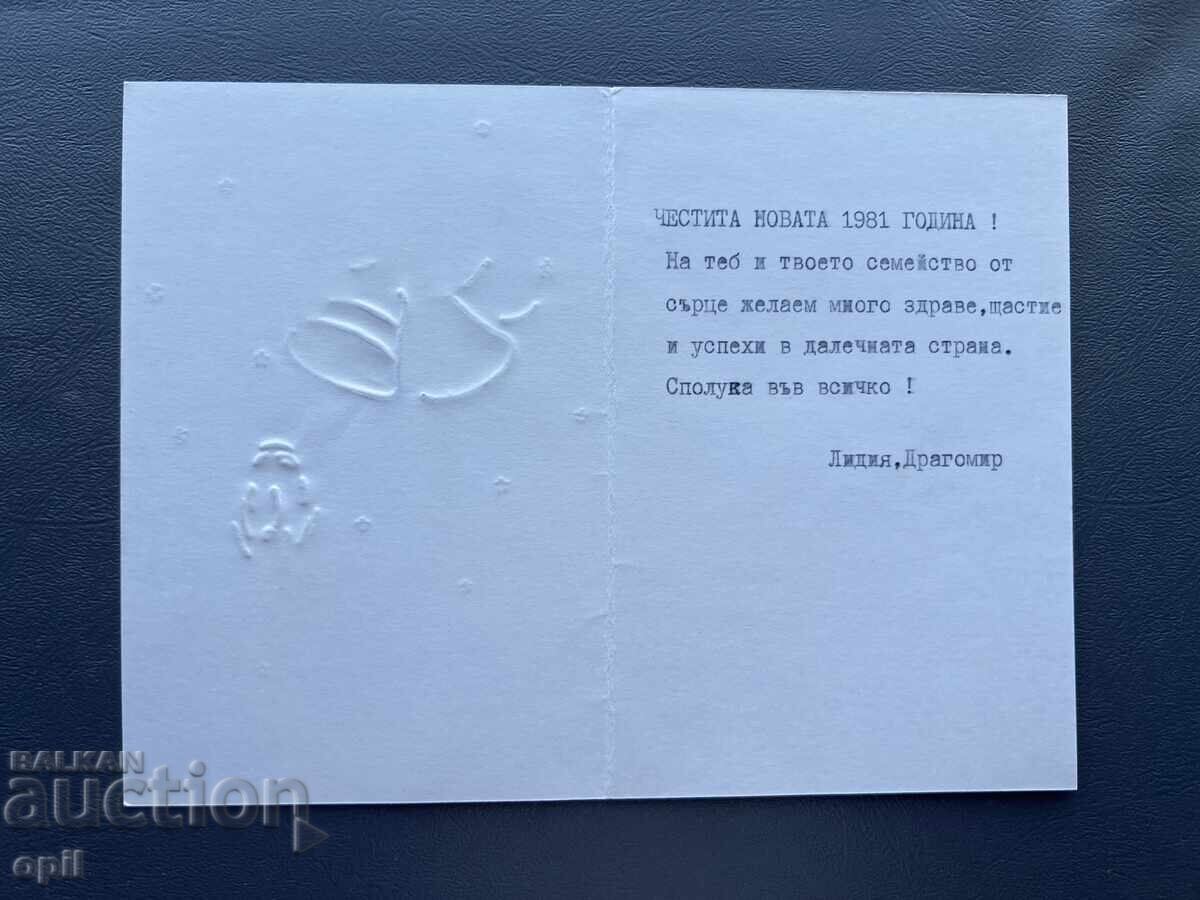 ЧЕСТИТА НОВАТА 1981 ГОДИНА !
На теб и твоето семейство от
сърце желаем много здраве,щастие
и успехи в далечната страна.
Сполука във всичко !
Лидия,Драгомир
BALKAN
auction
opil